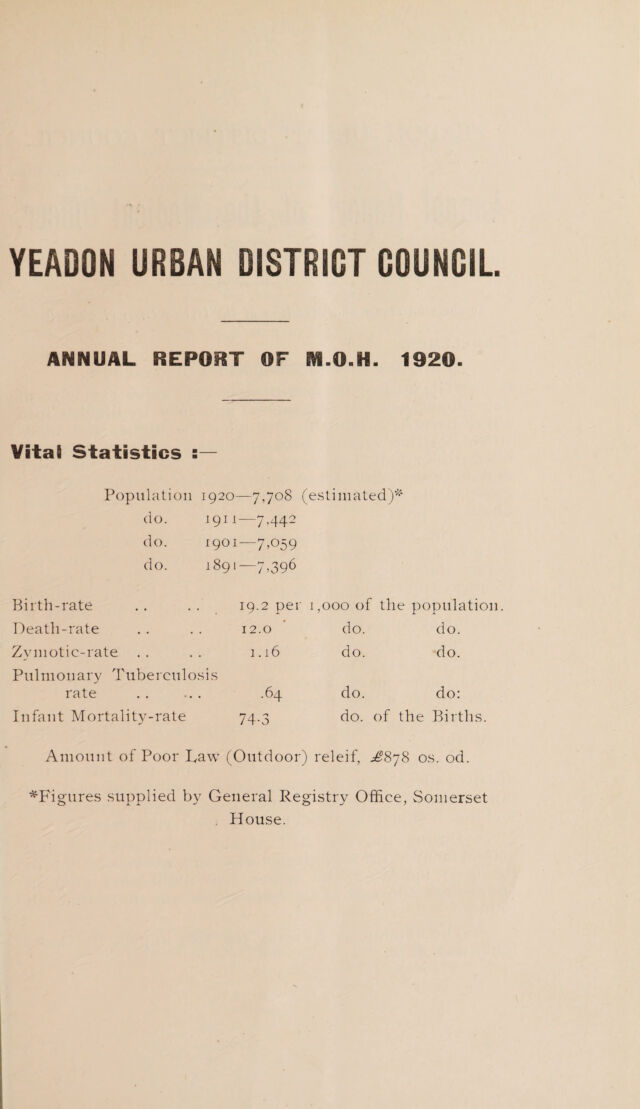 YEADON URBAN DISTRICT COUNCIL.
ANNUAL REPORT OF M.O.H. 1920.
Vital Statistics :—
Population 1920—7,708 (estimated)*
do. 1911—7,442
do. 1901—7,059
do. 1891—7,396
Birth-rate .. .. 19.2 per 1,000 of the population.
Death-rate .. .. 12.0 do. do.
Zymotic-rate .. .. 1.16 do. do.
Pulmonary Tuberculosis
rate .. .. .64 do. do:
Infant Mortality-rate 74.3 do. of the Births.
Amount of Poor Law (Outdoor) releif, £878 0s. 0d.
*Figures supplied by General Registry Office, Somerset
House.